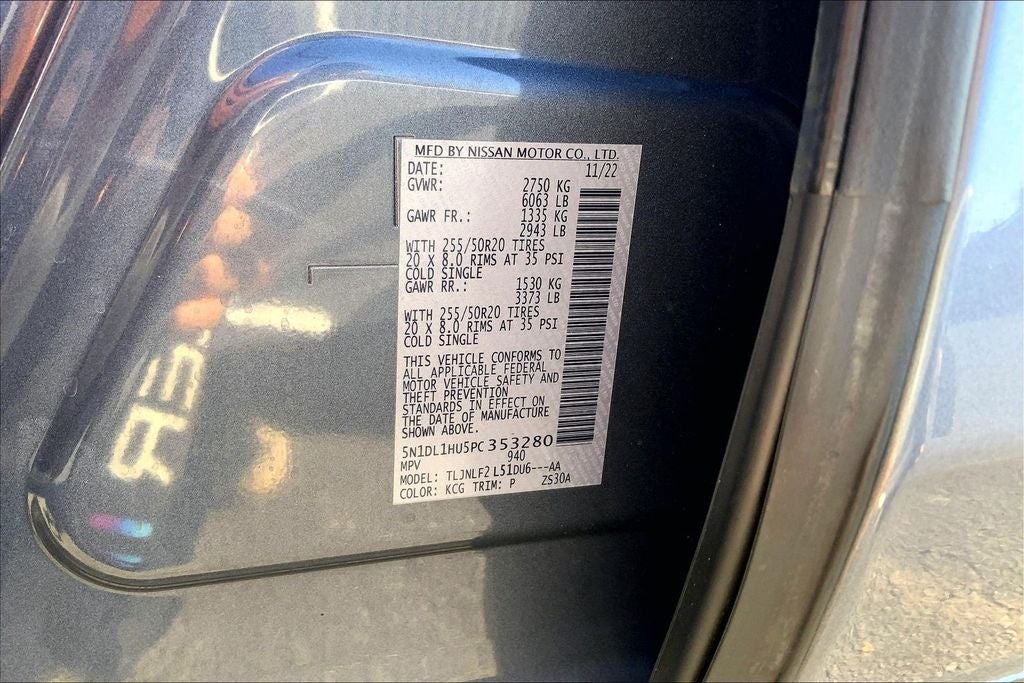 MFD BY NISSAN MOTOR CO., LTD.
DATE: 11/22
GVWR: 2750 KG
6063 LB
GAWR FR.: 1335 KG
2943 LB
WITH 255/50R20 TIRES
20 X 8.0 RIMS AT 35 PSI
COLD SINGLE
GAWR RR.: 1530 KG
3373 LB
WITH 255/50R20 TIRES
20 X 8.0 RIMS AT 35 PSI
COLD SINGLE
THIS VEHICLE CONFORMS TO
ALL APPLICABLE FEDERAL
MOTOR VEHICLE SAFETY AND
THEFT PREVENTION
STANDARDS IN EFFECT ON
THE DATE OF MANUFACTURE
SHOWN ABOVE.
5N1DL1HU5PC353280
MPV 940
MODEL: TLJNLF2 L51DU6---AA
COLOR: KCG TRIM: P ZS30A